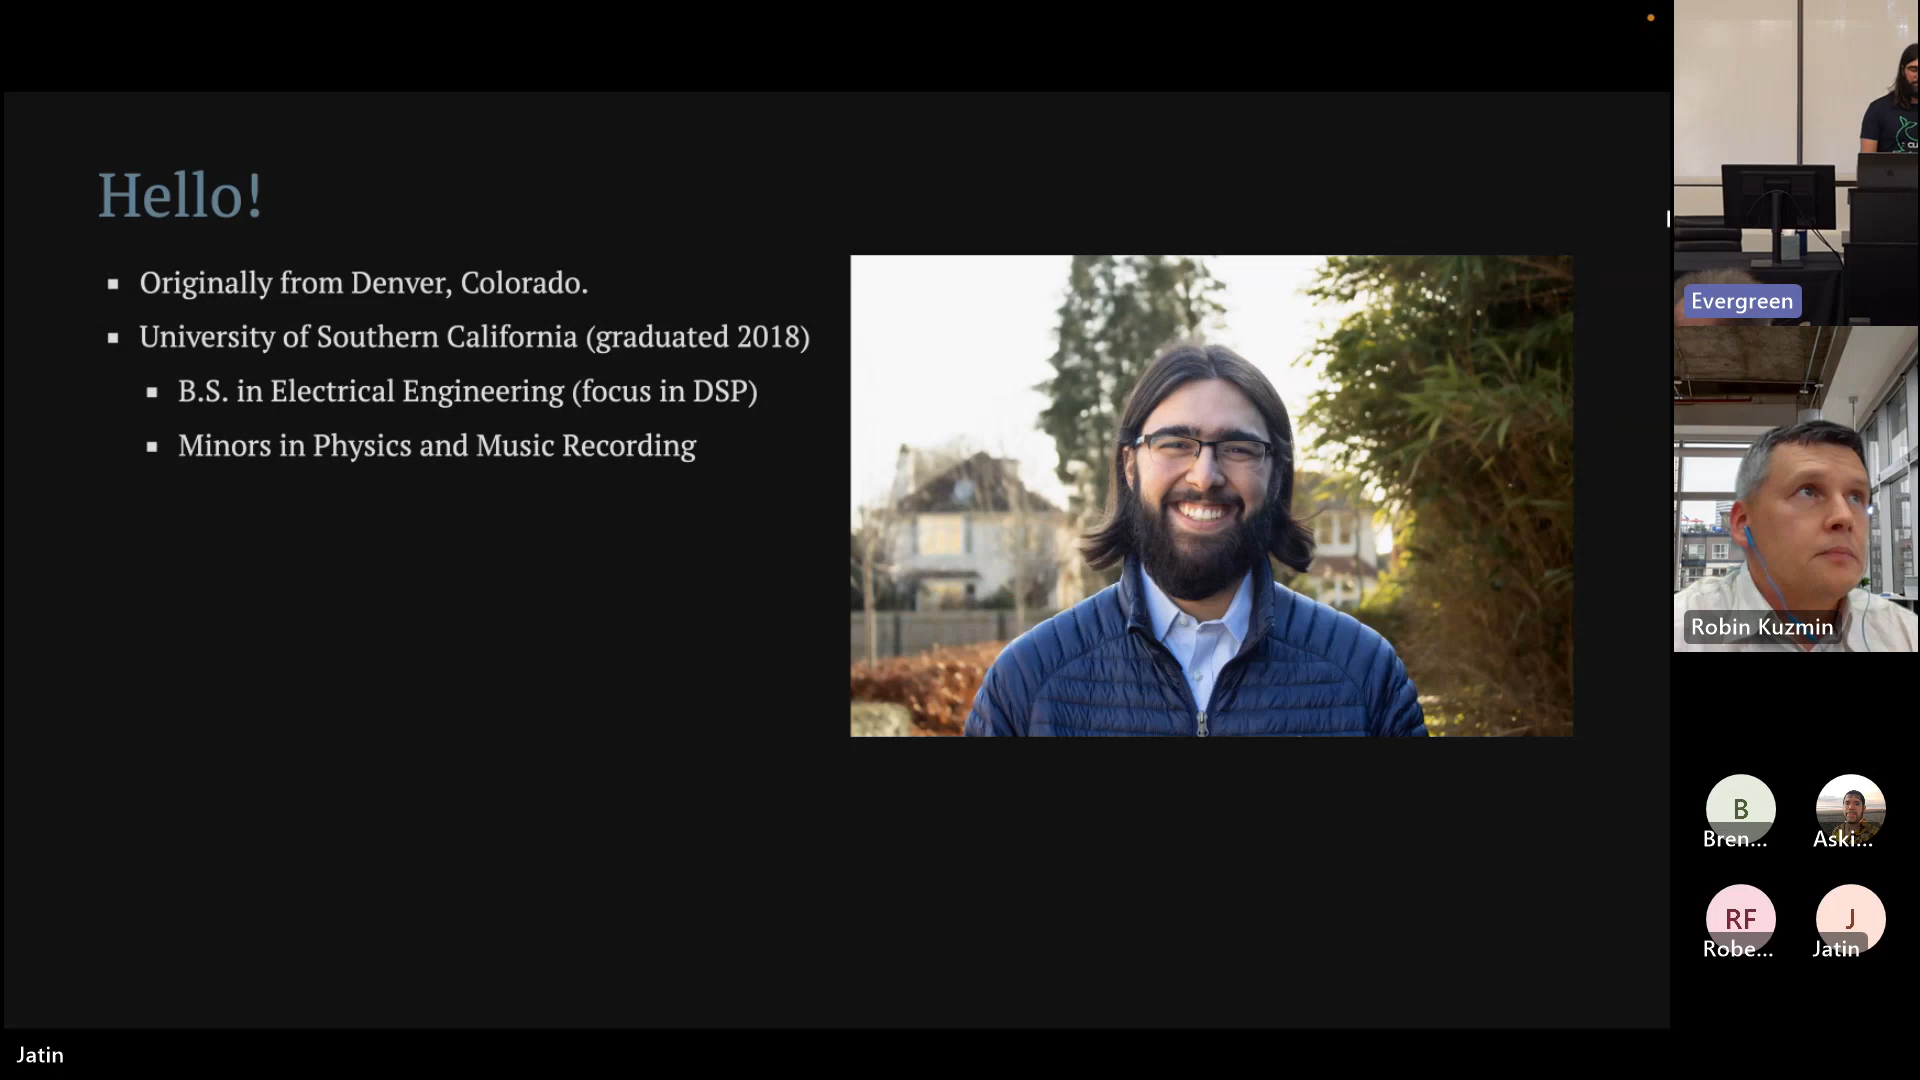 Hello!
Originally from Denver, Colorado.
University of Southern California (graduated 2018)
B.S. in Electrical Engineering (focus in DSP)
Minors in Physics and Music Recording
Evergreen
Robin Kuzmin
B
Bren...
Aski...
RF
Robe...
J
Jatin
Jatin